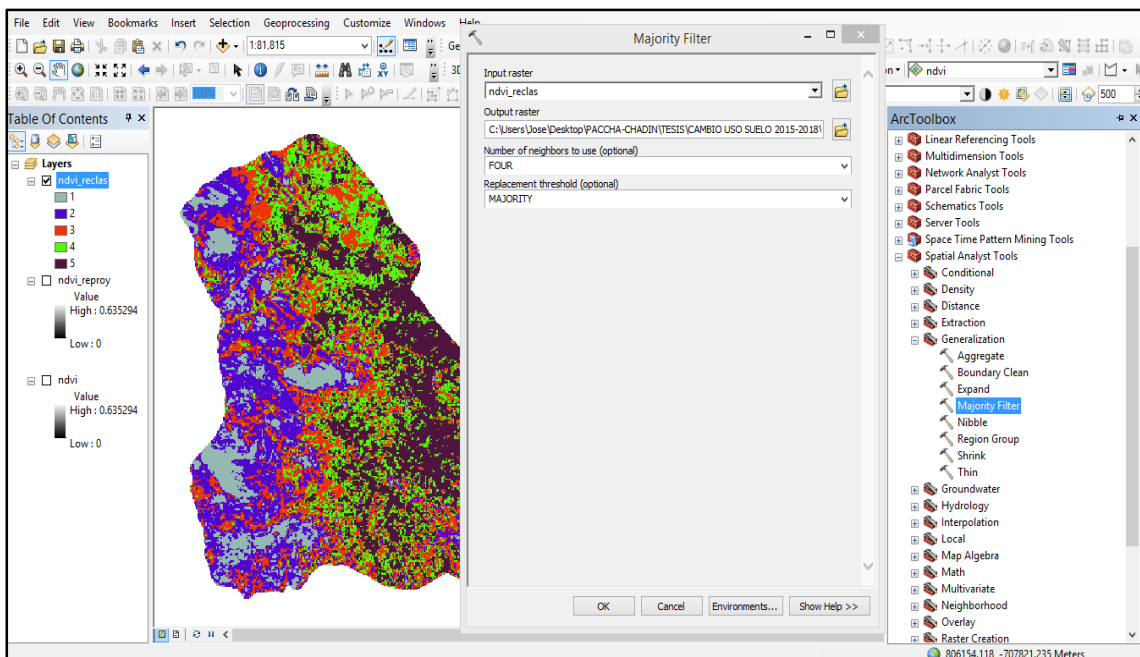 File Edit View Bookmarks Insert Selection Geoprocessing Customize Windows Help
1:81,815
Ge
3D
100%
Table Of Contents
Layers
ndvi_reclas
1
2
3
4
5
ndvi_reproy
Value
High : 0.635294
Low : 0
ndvi
Value
High : 0.635294
Low : 0
Majority Filter
Input raster
ndvi_reclas
Output raster
C:\Users\Jose\Desktop\PACCHA-CHADIN\TESIS\CAMBIO USO SUELO 2015-2018\
Number of neighbors to use (optional)
FOUR
Replacement threshold (optional)
MAJORITY
OK Cancel Environments... Show Help >>
ndvi
500
ArcToolbox
Linear Referencing Tools
Multidimension Tools
Network Analyst Tools
Parcel Fabric Tools
Schematics Tools
Server Tools
Space Time Pattern Mining Tools
Spatial Analyst Tools
Conditional
Density
Distance
Extraction
Generalization
Aggregate
Boundary Clean
Expand
Majority Filter
Nibble
Region Group
Shrink
Thin
Groundwater
Hydrology
Interpolation
Local
Map Algebra
Math
Multivariate
Neighborhood
Overlay
Raster Creation
806154.118 -707821.235 Meters